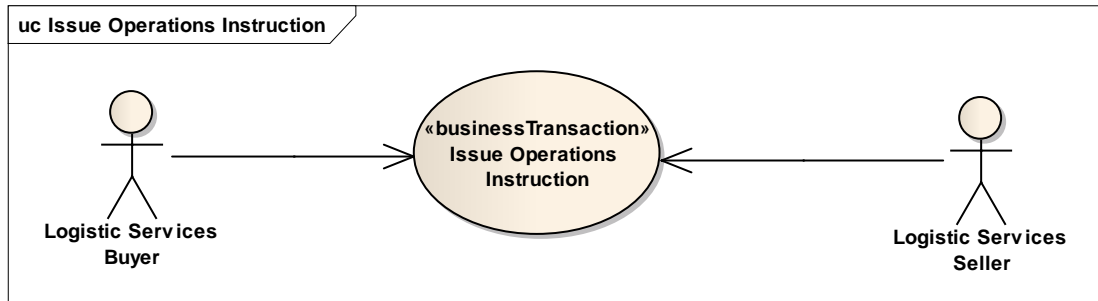 uc Issue Operations Instruction
«businessTransaction»
Issue Operations
Instruction
Logistic Services
Buyer
Logistic Services
Seller